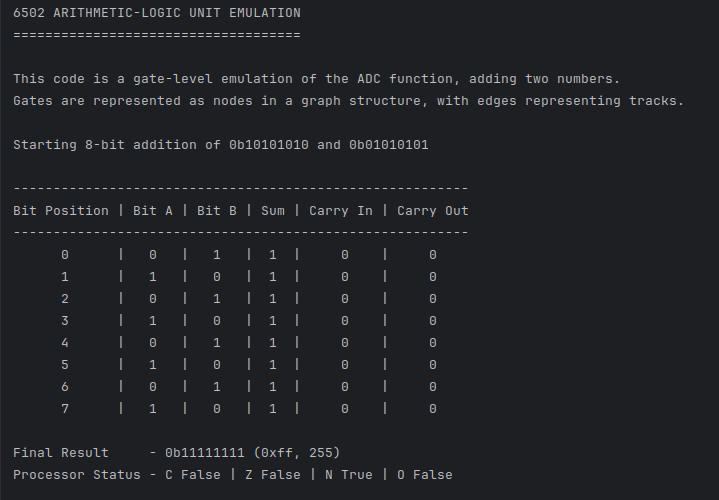 6502 ARITHMETIC-LOGIC UNIT EMULATION
====================================
This code is a gate-level emulation of the ADC function, adding two numbers.
Gates are represented as nodes in a graph structure, with edges representing tracks.
Starting 8-bit addition of 0b10101010 and 0b01010101
---------------------------------------------------------
Bit Position | Bit A | Bit B | Sum | Carry In | Carry Out
---------------------------------------------------------
      0      |   0   |   1   |  1  |     0    |     0
      1      |   1   |   0   |  1  |     0    |     0
      2      |   0   |   1   |  1  |     0    |     0
      3      |   1   |   0   |  1  |     0    |     0
      4      |   0   |   1   |  1  |     0    |     0
      5      |   1   |   0   |  1  |     0    |     0
      6      |   0   |   1   |  1  |     0    |     0
      7      |   1   |   0   |  1  |     0    |     0
Final Result     - 0b11111111 (0xff, 255)
Processor Status - C False | Z False | N True | O False